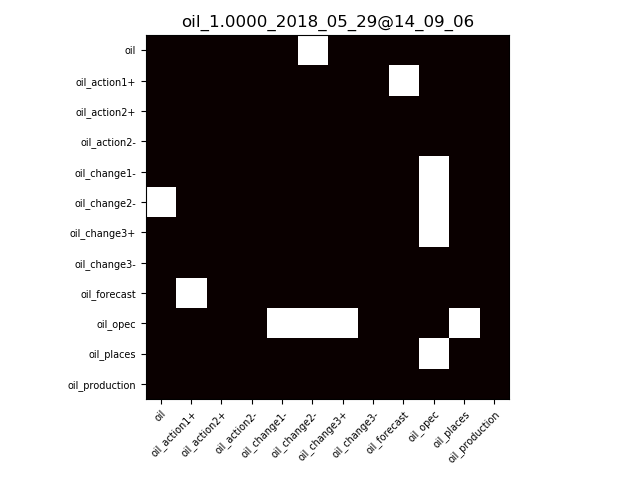 oil_1.0000_2018_05_29@14_09_06
oil
oil_action1+
oil_action2+
oil_action2-
oil_change1-
oil_change2-
oil_change3+
oil_change3-
oil_forecast
oil_opec
oil_places
oil_production
oil
oil_action1+
oil_action2+
oil_action2-
oil_change1-
oil_change2-
oil_change3+
oil_change3-
oil_forecast
oil_opec
oil_places
oil_production